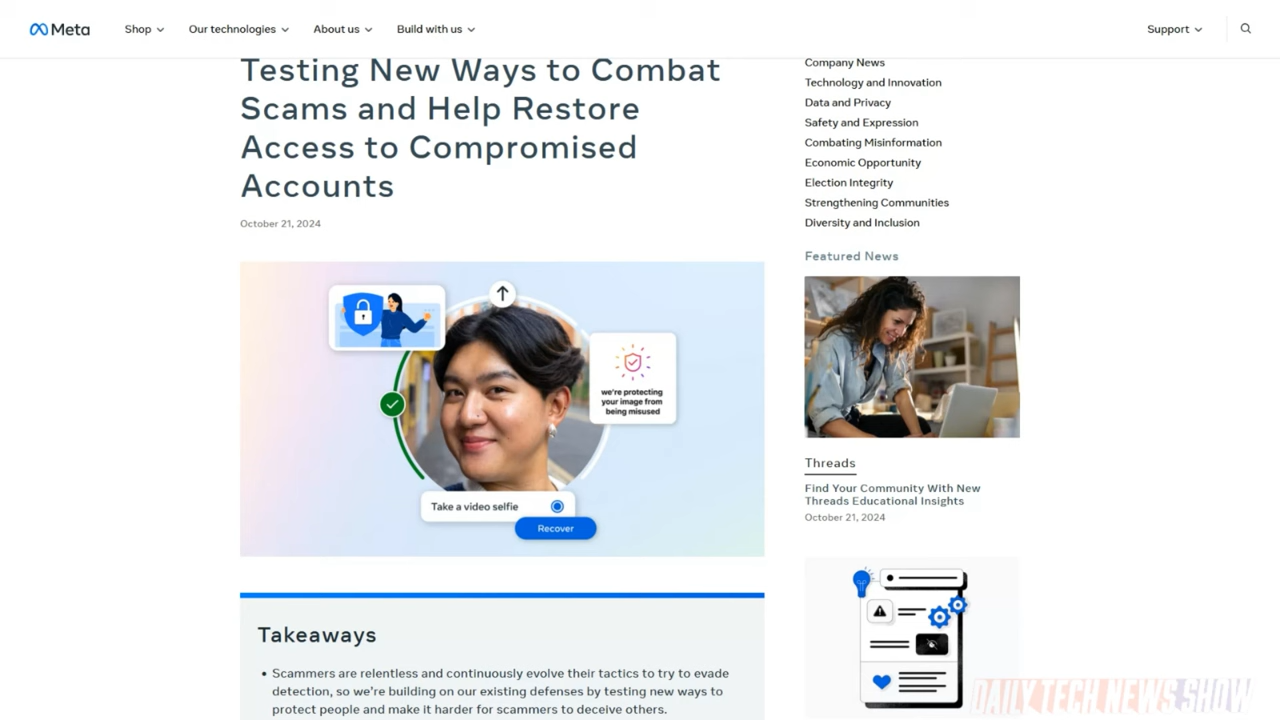 Meta
Shop
Our technologies
About us
Build with us
Support
Testing New Ways to Combat
Scams and Help Restore
Access to Compromised
Accounts
October 21, 2024
we're protecting
your image from
being misused
Take a video selfie
Recover
Takeaways
• Scammers are relentless and continuously evolve their tactics to try to evade
detection, so we're building on our existing defenses by testing new ways to
protect people and make it harder for scammers to deceive others.
Company News
Technology and Innovation
Data and Privacy
Safety and Expression
Combating Misinformation
Economic Opportunity
Election Integrity
Strengthening Communities
Diversity and Inclusion
Featured News
Threads
Find Your Community With New
Threads Educational Insights
October 21, 2024
DAILY TECH NEWS SHOW